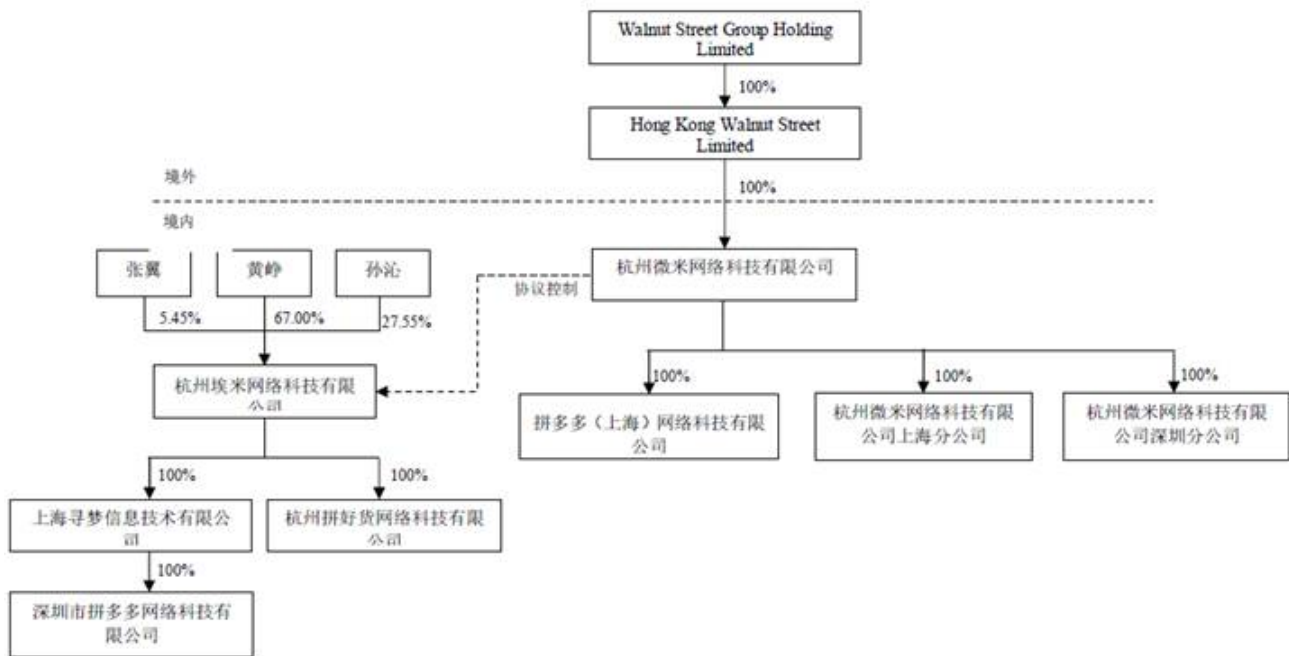 Walnut Street Group Holding
Limited
100%
Hong Kong Walnut Street
Limited
境外
100%
境内
张翼
黄峥
孙沁
杭州微米网络科技有限公司
协议控制
5.45%
67.00%
27.55%
杭州埃米网络科技有限
公司
100%
100%
100%
拼多多（上海）网络科技有限
公司
杭州微米网络科技有限
公司上海分公司
杭州微米网络科技有限
公司深圳分公司
100%
100%
上海寻梦信息技术有限公
司
杭州拼好货网络科技有限
公司
100%
深圳市拼多多网络科技有
限公司